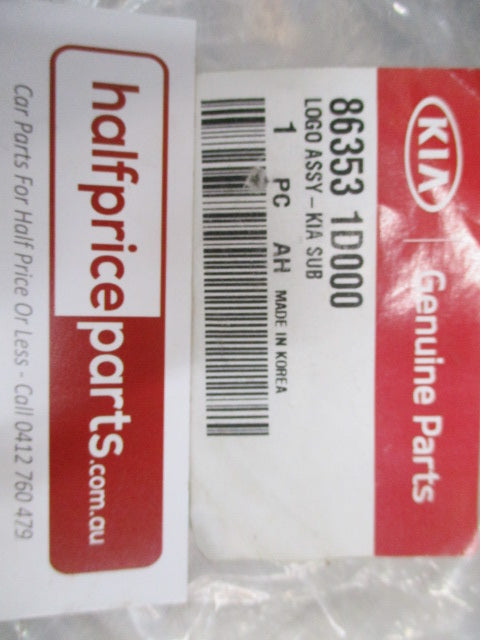 KIA Genuine Parts
86353 1D000
LOGO ASSY-KIA SUB
1 PC AH MADE IN KOREA
halfpriceparts.com.au
Car Parts For Half Price Or Less - Call 0412 760 479